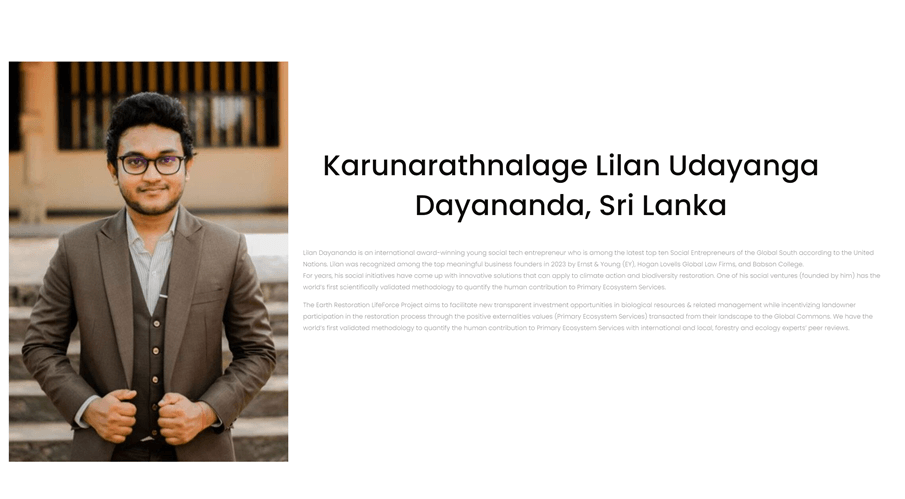 Karunarathnalage Lilan Udayanga
Dayananda, Sri Lanka
Lilan Dayananda is an international award-winning young social tech entrepreneur who is among the latest top ten Social Entrepreneurs of the Global South according to the United
Nations. Lilan was recognized among the top meaningful business founders in 2023 by Ernst & Young (EY), Hogan Lovells Global Law Firms, and Babson College.
For years, his social initiatives have come up with innovative solutions that can apply to climate action and biodiversity restoration. One of his social ventures (founded by him) has the
world's first scientifically validated methodology to quantify the human contribution to Primary Ecosystem Services.
The Earth Restoration LifeForce Project aims to facilitate new transparent investment opportunities in biological resources & related management while incentivizing landowner
participation in the restoration process through the positive externalities values (Primary Ecosystem Services) transacted from their landscape to the Global Commons. We have the
world's first validated methodology to quantify the human contribution to Primary Ecosystem Services with international and local, forestry and ecology experts' peer reviews.